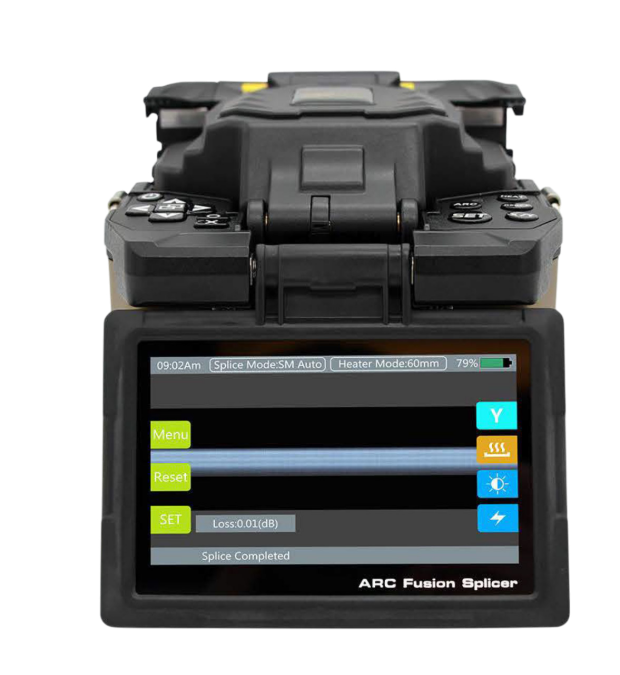 ARC
SET
09:02Am Splice Mode:SM Auto Heater Mode:60mm 79%
Y
Menu
Reset
SET
Loss:0.01(dB)
Splice Completed
ARC Fusion Splicer